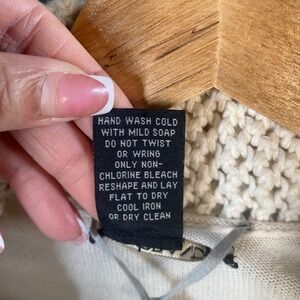 HAND WASH COLD
WITH MILD SOAP
DO NOT TWIST
OR WRING
ONLY NON-
CHLORINE BLEACH
RESHAPE AND LAY
FLAT TO DRY
COOL IRON
OR DRY CLEAN